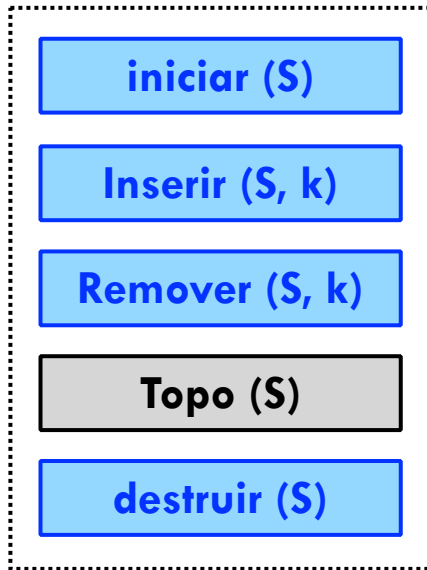 iniciar (S)
Inserir (S, k)
Remover (S, k)
Topo (S)
destruir (S)